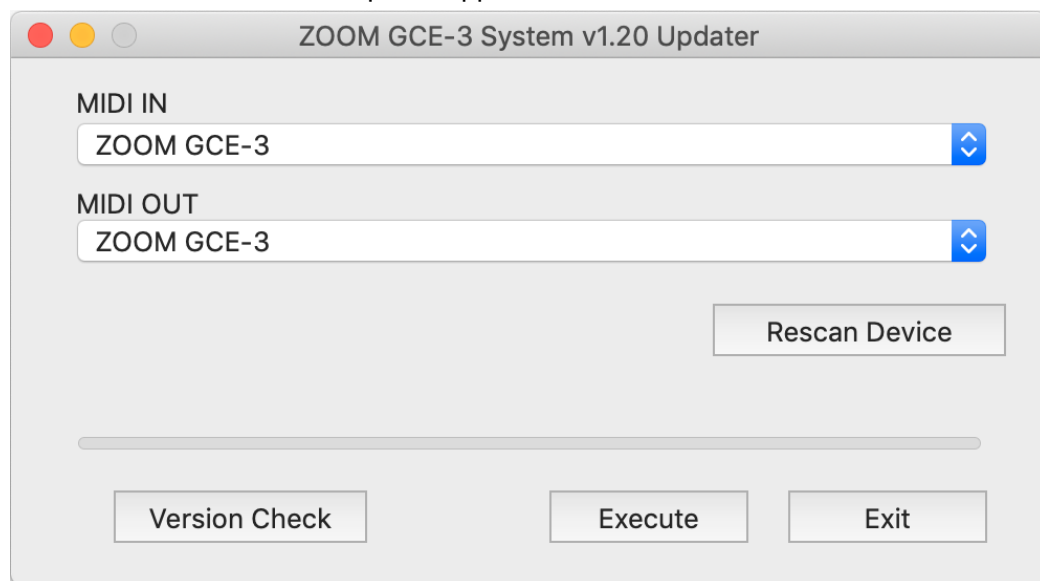 ZOOM GCE-3 System v1.20 Updater
MIDI IN
ZOOM GCE-3
MIDI OUT
ZOOM GCE-3
Rescan Device
Version Check Execute Exit